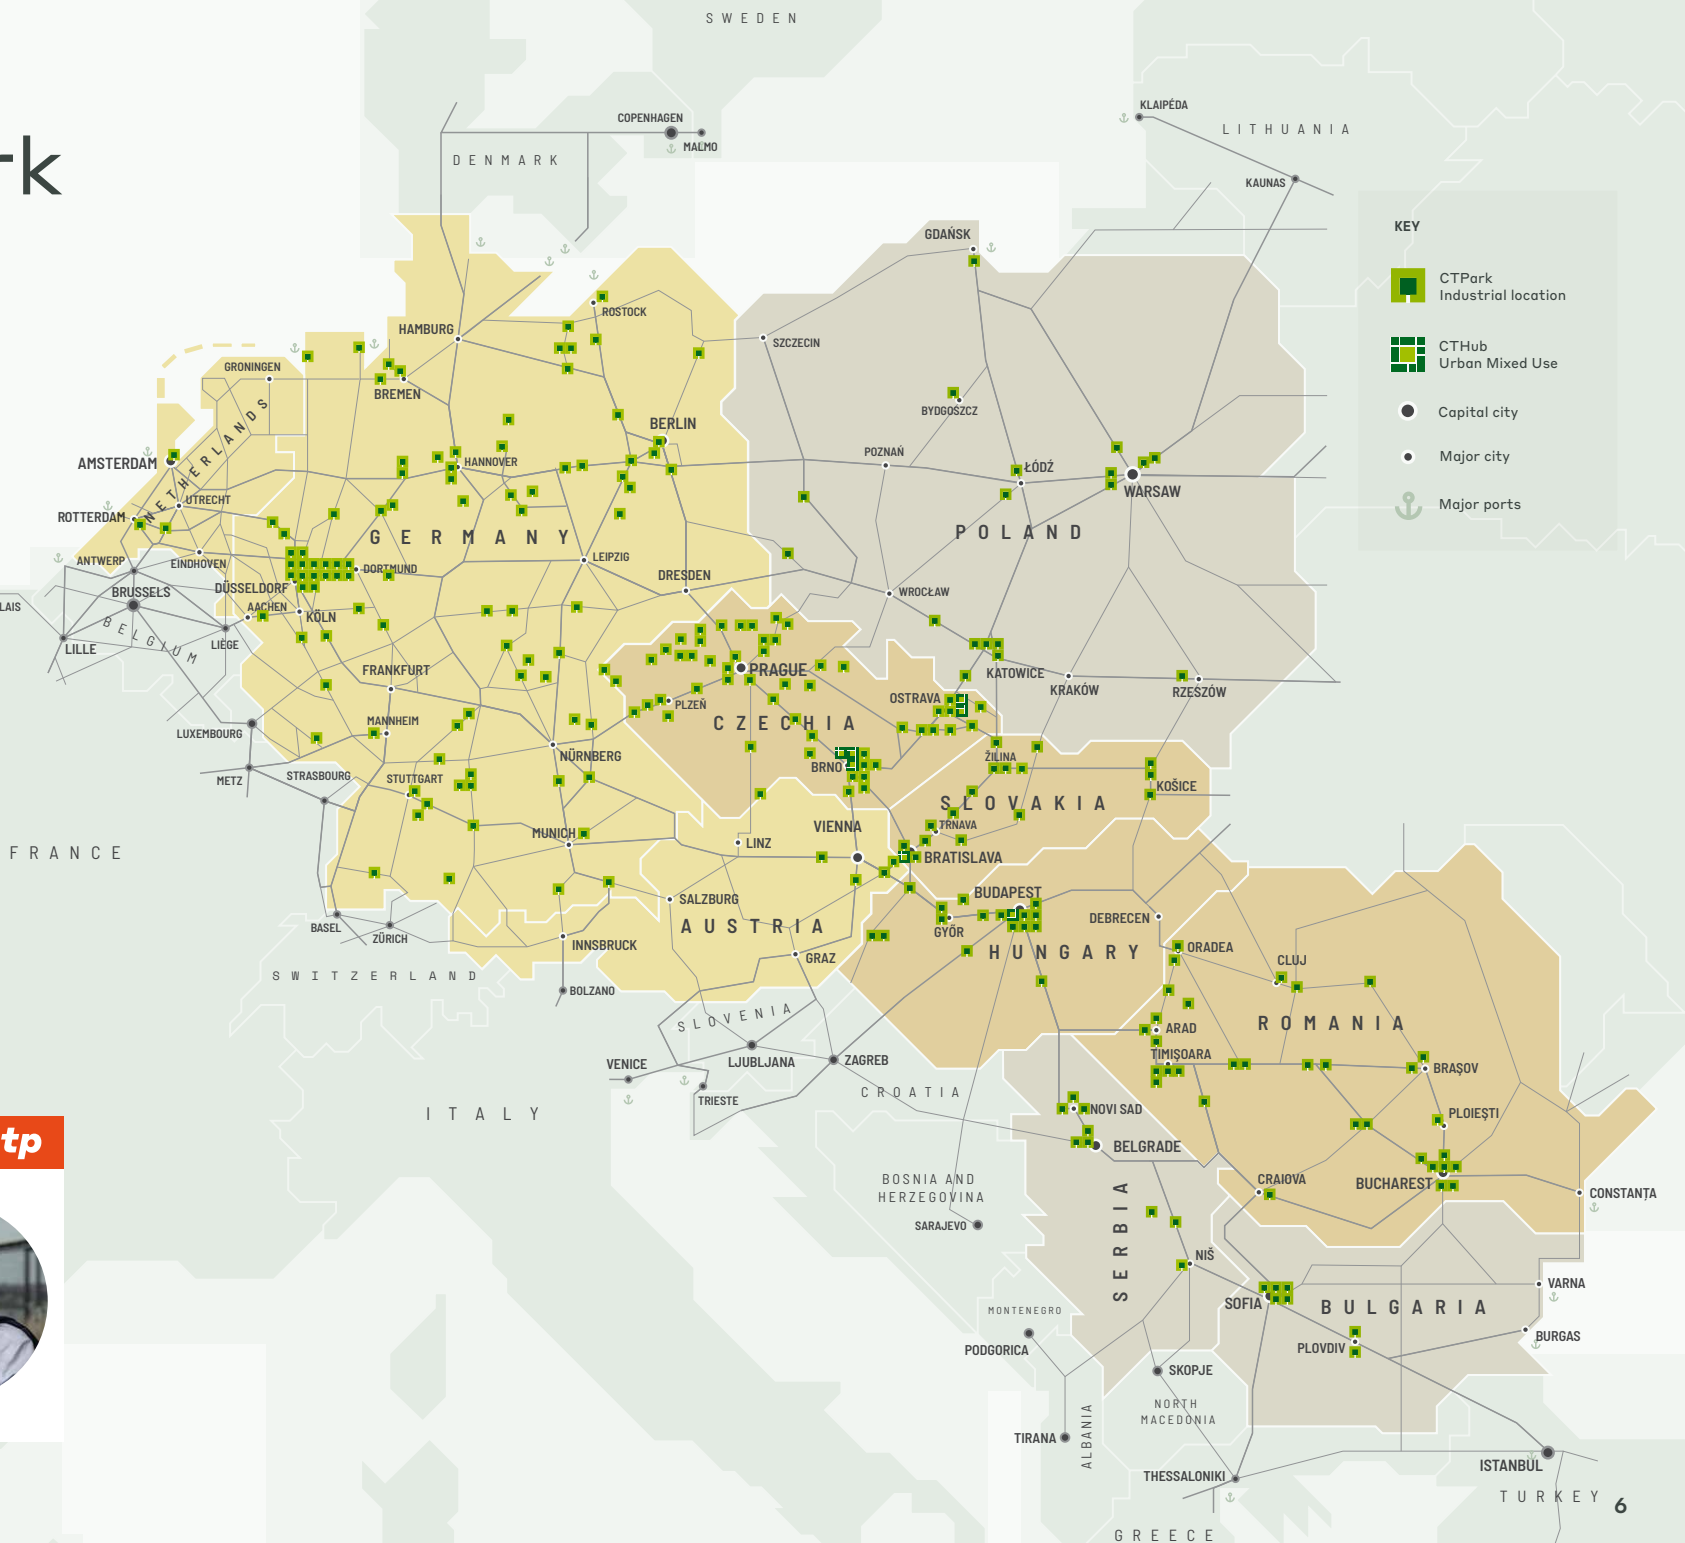 SWEDEN
COPENHAGEN
MALMO
DENMARK
KLAIPĖDA
LITHUANIA
KAUNAS
rk
KEY
CTPark
Industrial location
CTHub
Urban Mixed Use
Capital city
Major city
Major ports
GDAŃSK
ROSTOCK
HAMBURG
SZCZECIN
GRONINGEN
BREMEN
BYDGOSZCZ
BERLIN
NETHERLANDS
AMSTERDAM
HANNOVER
POZNAŃ
ŁÓDŹ
WARSAW
UTRECHT
ROTTERDAM
GERMANY
POLAND
ANTWERP
EINDHOVEN
DORTMUND
LEIPZIG
DRESDEN
BRUSSELS
DÜSSELDORF
WROCŁAW
LAIS
AACHEN
KÖLN
BELGIUM
LILLE
LIÈGE
FRANKFURT
PRAGUE
KATOWICE
KRAKÓW
RZESZÓW
OSTRAVA
PLZEŇ
LUXEMBOURG
MANNHEIM
CZECHIA
NÜRNBERG
ŽILINA
METZ
STRASBOURG
STUTTGART
BRNO
KOŠICE
SLOVAKIA
MUNICH
VIENNA
TRNAVA
FRANCE
LINZ
BRATISLAVA
SALZBURG
BUDAPEST
BASEL
ZÜRICH
AUSTRIA
GYÖR
DEBRECEN
INNSBRUCK
GRAZ
HUNGARY
ORADEA
CLUJ
SWITZERLAND
BOLZANO
SLOVENIA
ROMANIA
ARAD
VENICE
LJUBLJANA
ZAGREB
TIMIŞOARA
BRAŞOV
TRIESTE
CROATIA
ITALY
NOVI SAD
PLOIEŞTI
tp
BELGRADE
BOSNIA AND
HERZEGOVINA
SERBIA
CRAIOVA
BUCHAREST
CONSTANȚA
SARAJEVO
NIŠ
VARNA
MONTENEGRO
SOFIA
BULGARIA
PODGORICA
PLOVDIV
BURGAS
SKOPJE
NORTH
MACEDONIA
TIRANA
ALBANIA
THESSALONIKI
ISTANBUL
TURKEY
6
GREECE